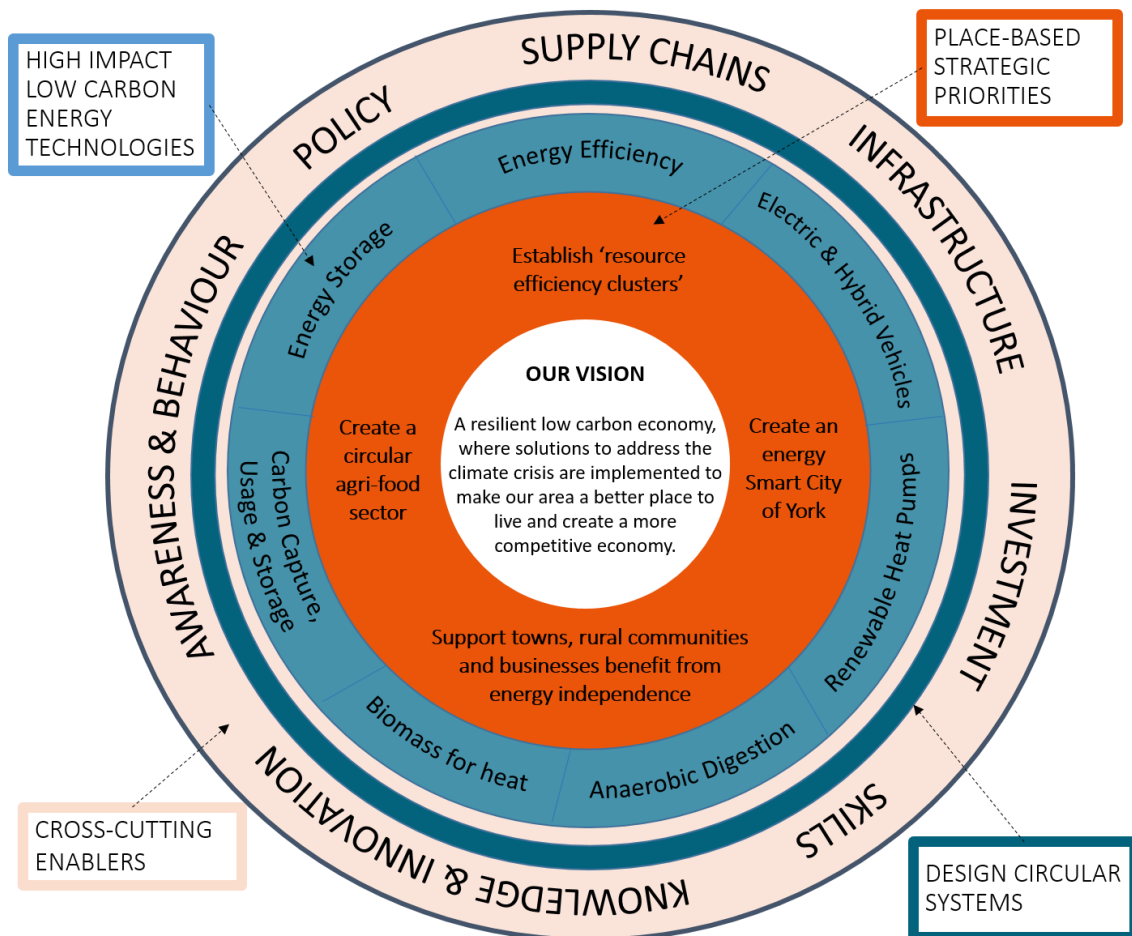 HIGH IMPACT
LOW CARBON
ENERGY
TECHNOLOGIES
PLACE-BASED
STRATEGIC
PRIORITIES
SUPPLY CHAINS
INFRASTRUCTURE
INVESTMENT
SKILLS
KNOWLEDGE & INNOVATION
AWARENESS & BEHAVIOUR
POLICY
Energy Efficiency
Electric & Hybrid Vehicles
Renewable Heat Pumps
Anaerobic Digestion
Biomass for heat
Carbon Capture,
Usage & Storage
Energy Storage
Establish ‘resource
efficiency clusters’
Create an
energy
Smart City
of York
Support towns, rural communities
and businesses benefit from
energy independence
Create a
circular
agri-food
sector
OUR VISION
A resilient low carbon economy,
where solutions to address the
climate crisis are implemented to
make our area a better place to
live and create a more
competitive economy.
CROSS-CUTTING
ENABLERS
DESIGN CIRCULAR
SYSTEMS